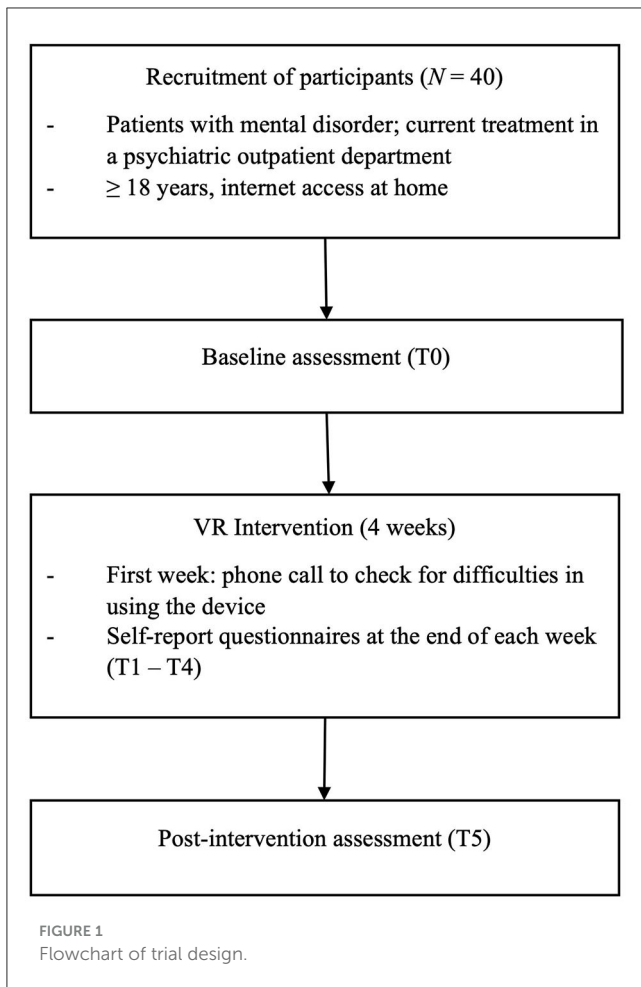 Recruitment of participants (N = 40)
- Patients with mental disorder; current treatment in
a psychiatric outpatient department
- ≥ 18 years, internet access at home
Baseline assessment (T0)
VR Intervention (4 weeks)
- First week: phone call to check for difficulties in
using the device
- Self-report questionnaires at the end of each week
(T1 – T4)
Post-intervention assessment (T5)
FIGURE 1
Flowchart of trial design.